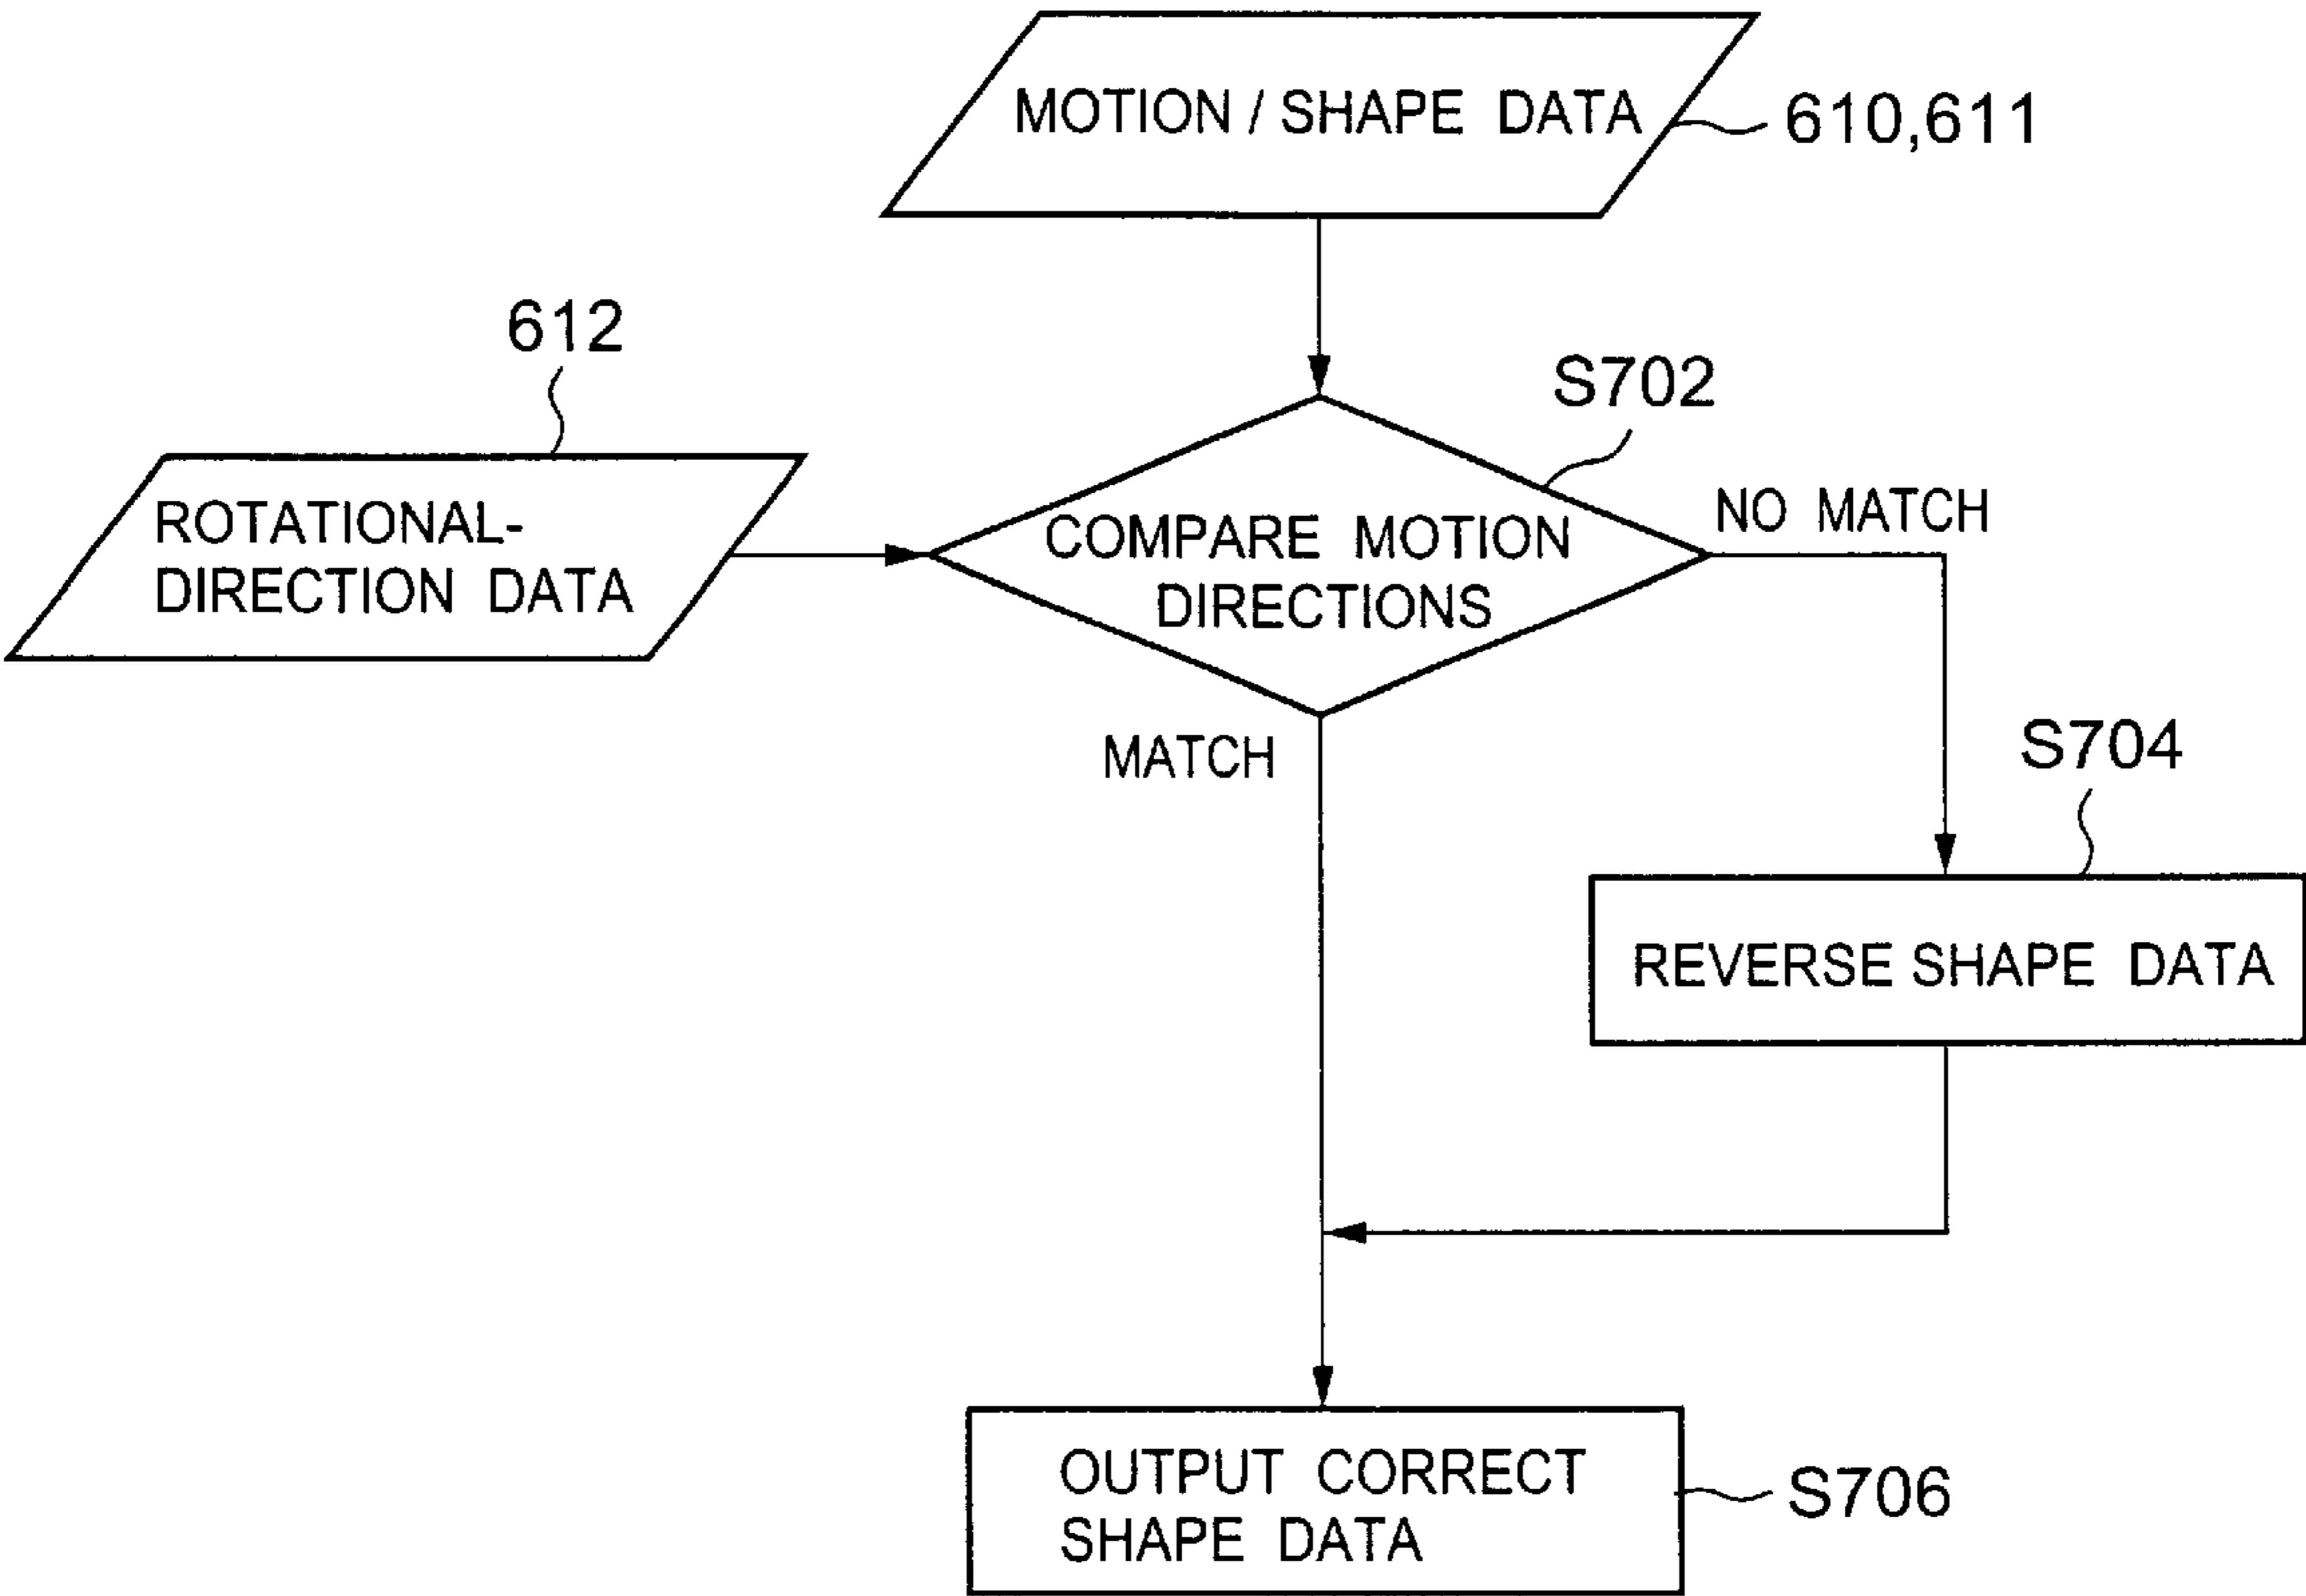 MOTION / SHAPE DATA
610,611
612
S702
ROTATIONAL-
DIRECTION DATA
COMPARE MOTION
DIRECTIONS
NO MATCH
MATCH
S704
REVERSE SHAPE DATA
OUTPUT CORRECT
SHAPE DATA
S706